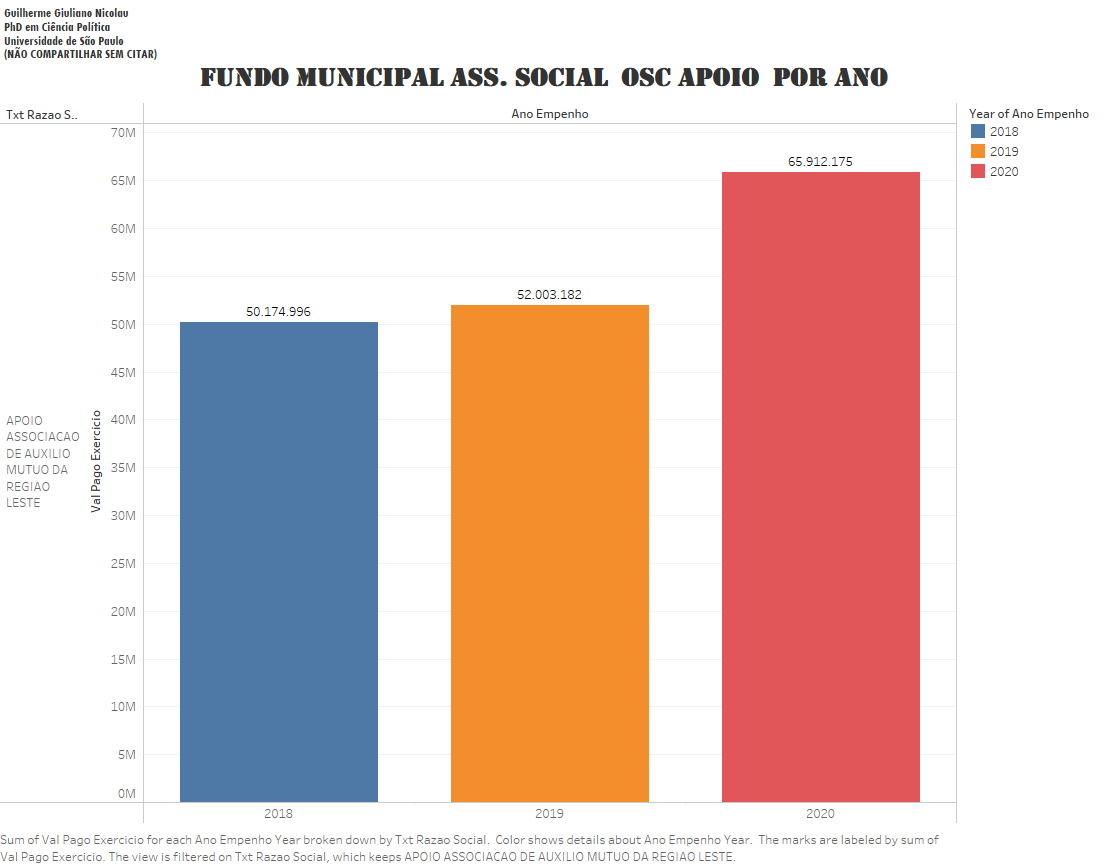 Guilherme Giuliano Nicolau
PhD em Ciência Política
Universidade de São Paulo
(NÃO COMPARTILHAR SEM CITAR)
FUNDO MUNICIPAL ASS. SOCIAL OSC APOIO POR ANO
Txt Razao S..
Ano Empenho
Year of Ano Empenho
2018
2019
2020
70M
65M
60M
55M
50M
45M
40M
35M
30M
25M
20M
15M
10M
5M
0M
Val Pago Exercicio
APOIO
ASSOCIACAO
DE AUXILIO
MUTUO DA
REGIAO
LESTE
50.174.996
52.003.182
65.912.175
2018
2019
2020
Sum of Val Pago Exercicio for each Ano Empenho Year broken down by Txt Razao Social. Color shows details about Ano Empenho Year. The marks are labeled by sum of
Val Pago Exercicio. The view is filtered on Txt Razao Social, which keeps APOIO ASSOCIACAO DE AUXILIO MUTUO DA REGIAO LESTE.